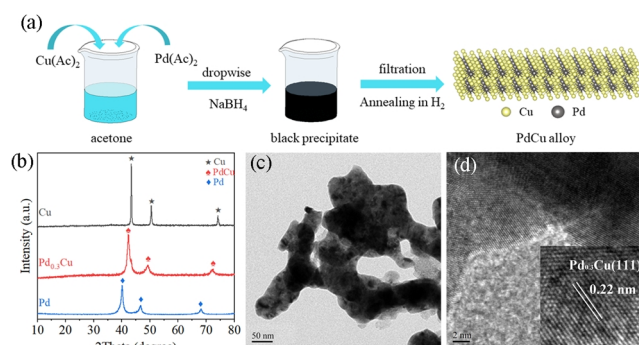 (a)
Cu(Ac)2
Pd(Ac)2
dropwise
NaBH4
filtration
Annealing in H2
acetone
black precipitate
Cu
Pd
PdCu alloy
(b)
Cu
PdCu
Pd
Cu
Pd0.3Cu
Pd
Intensity (a.u.)
10 20 30 40 50 60 70 80
2Theta (degree)
(c)
50 nm
(d)
Pd0.3Cu(111)
0.22 nm
2 nm